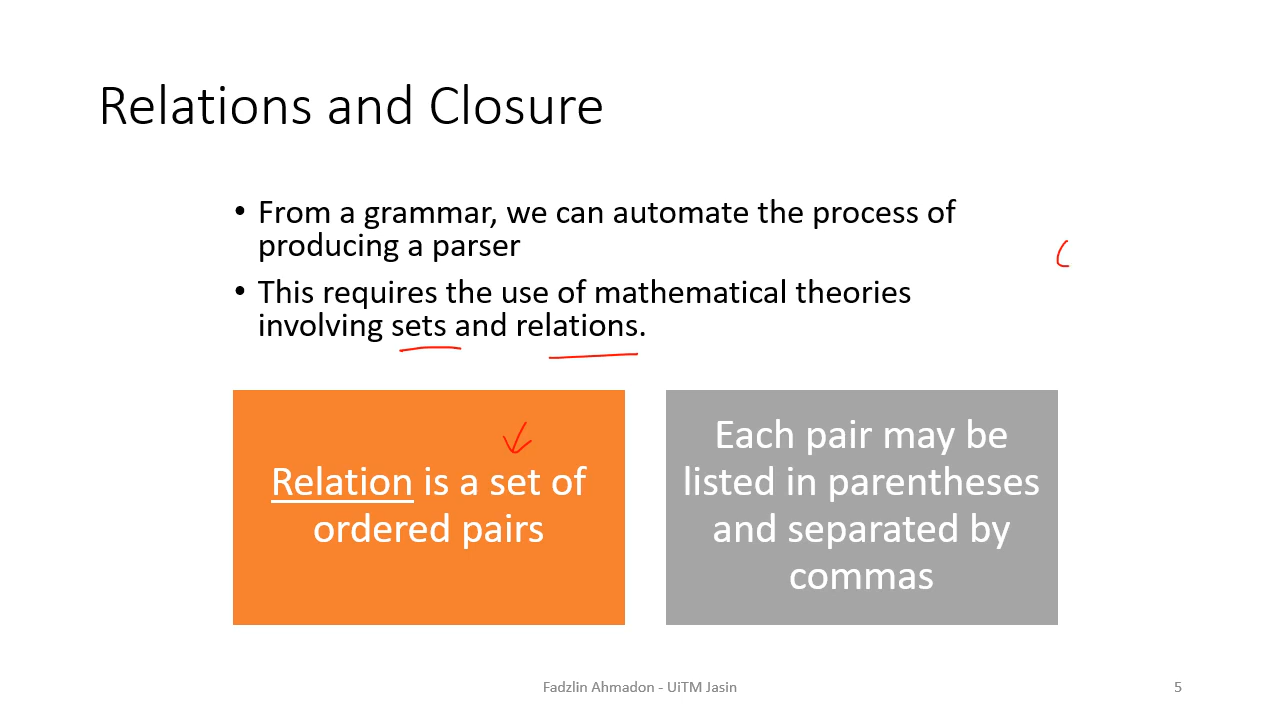 Relations and Closure
• From a grammar, we can automate the process of
producing a parser
• This requires the use of mathematical theories
involving sets and relations.
Relation is a set of
ordered pairs
Each pair may be
listed in parentheses
and separated by
commas
Fadzlin Ahmadon - UiTM Jasin
5